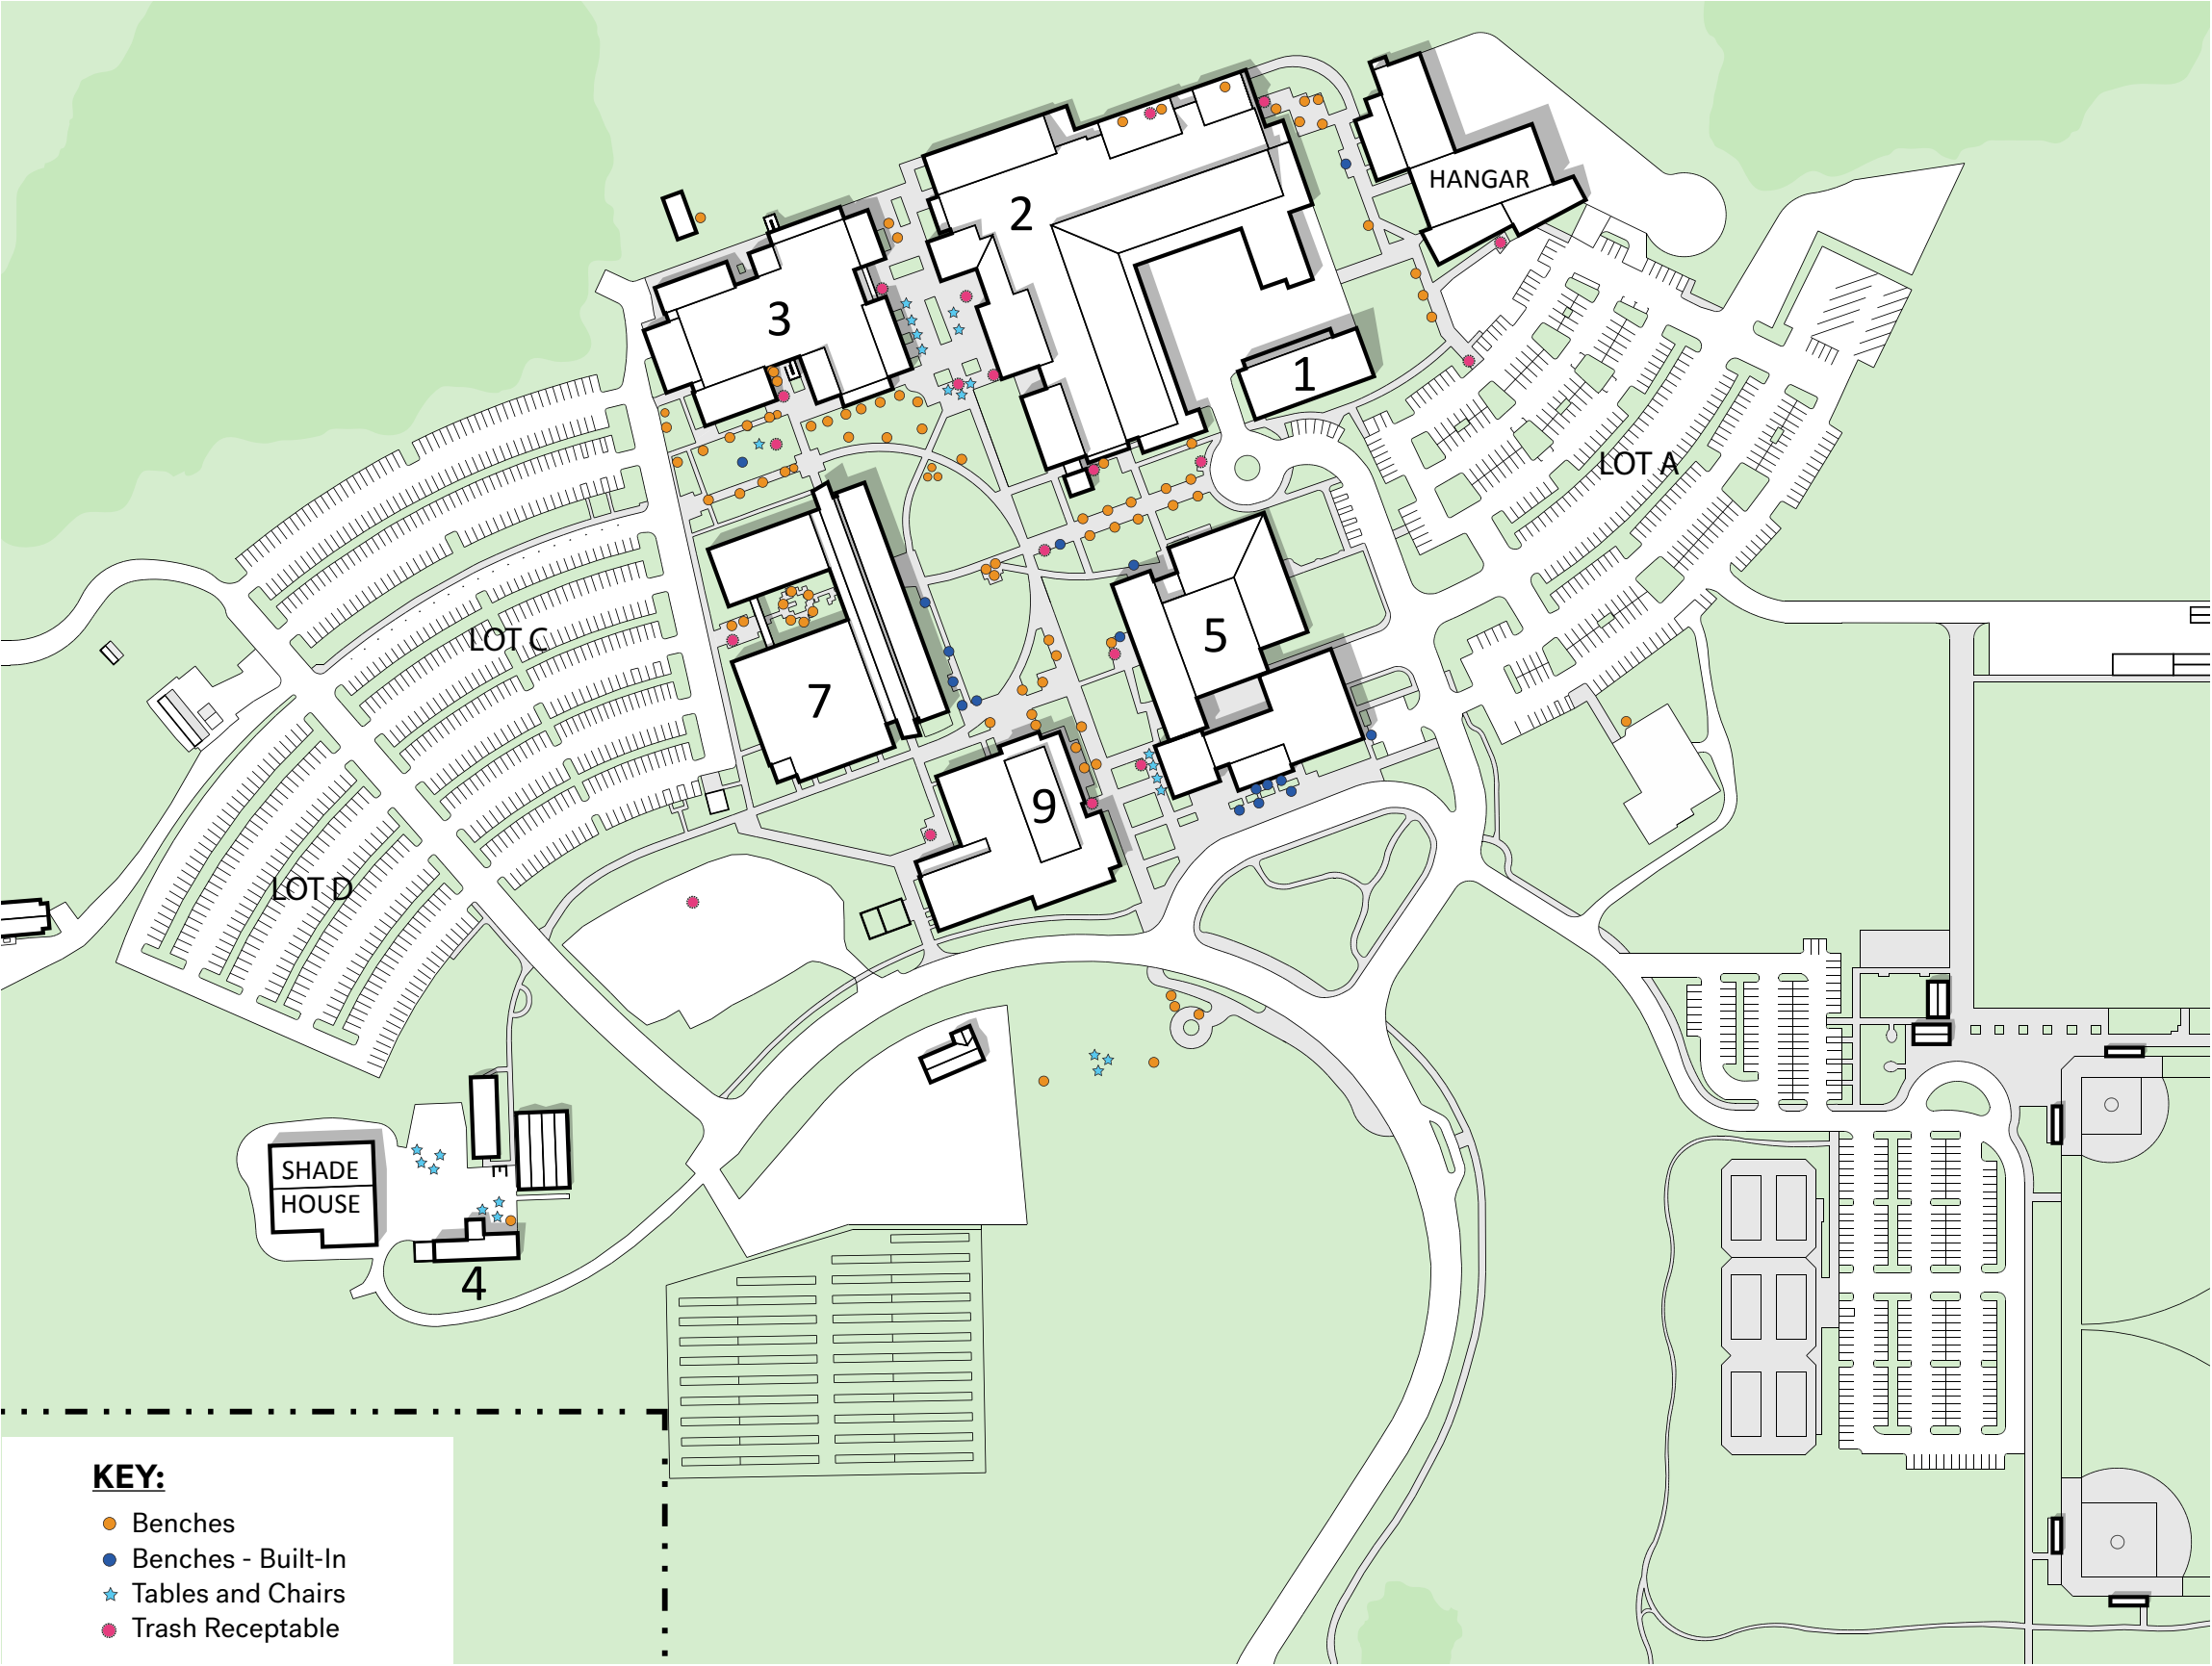 HANGAR
2
3
1
LOT A
LOT C
5
7
9
LOT D
SHADE
HOUSE
E
4
KEY:
Benches
Benches - Built-In
Tables and Chairs
Trash Receptable